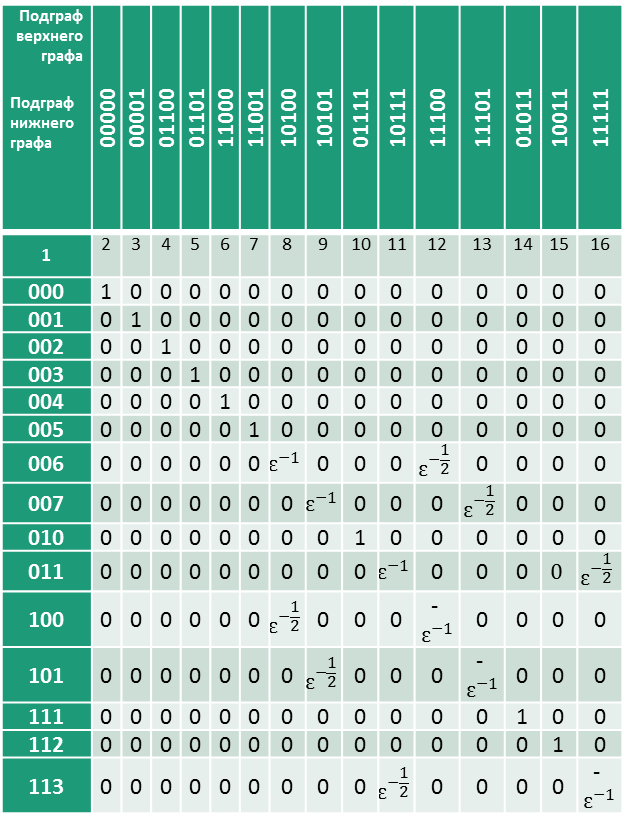 Подграф
верхнего
графа
Подграф
нижнего
графа
00000 00001 01100 01101 11000 11001 10100 10101 01111 10111 11100 11101 01011 10011 11111
1 2 3 4 5 6 7 8 9 10 11 12 13 14 15 16
000 1 0 0 0 0 0 0 0 0 0 0 0 0 0 0
001 0 1 0 0 0 0 0 0 0 0 0 0 0 0 0
002 0 0 1 0 0 0 0 0 0 0 0 0 0 0 0
003 0 0 0 1 0 0 0 0 0 0 0 0 0 0 0
004 0 0 0 0 1 0 0 0 0 0 0 0 0 0 0
005 0 0 0 0 0 1 0 0 0 0 0 0 0 0 0
006 0 0 0 0 0 0 ε^{-1} 0 0 0 ε^{-\frac{1}{2}} 0 0 0 0
007 0 0 0 0 0 0 0 ε^{-1} 0 0 0 ε^{-\frac{1}{2}} 0 0 0
010 0 0 0 0 0 0 0 0 1 0 0 0 0 0 0
011 0 0 0 0 0 0 0 0 0 ε^{-1} 0 0 0 0 ε^{-\frac{1}{2}}
100 0 0 0 0 0 0 ε^{-\frac{1}{2}} 0 0 0 -ε^{-1} 0 0 0 0
101 0 0 0 0 0 0 0 ε^{-\frac{1}{2}} 0 0 0 -ε^{-1} 0 0 0
111 0 0 0 0 0 0 0 0 0 0 0 0 1 0 0
112 0 0 0 0 0 0 0 0 0 0 0 0 0 1 0
113 0 0 0 0 0 0 0 0 0 ε^{-\frac{1}{2}} 0 0 0 0 -ε^{-1}